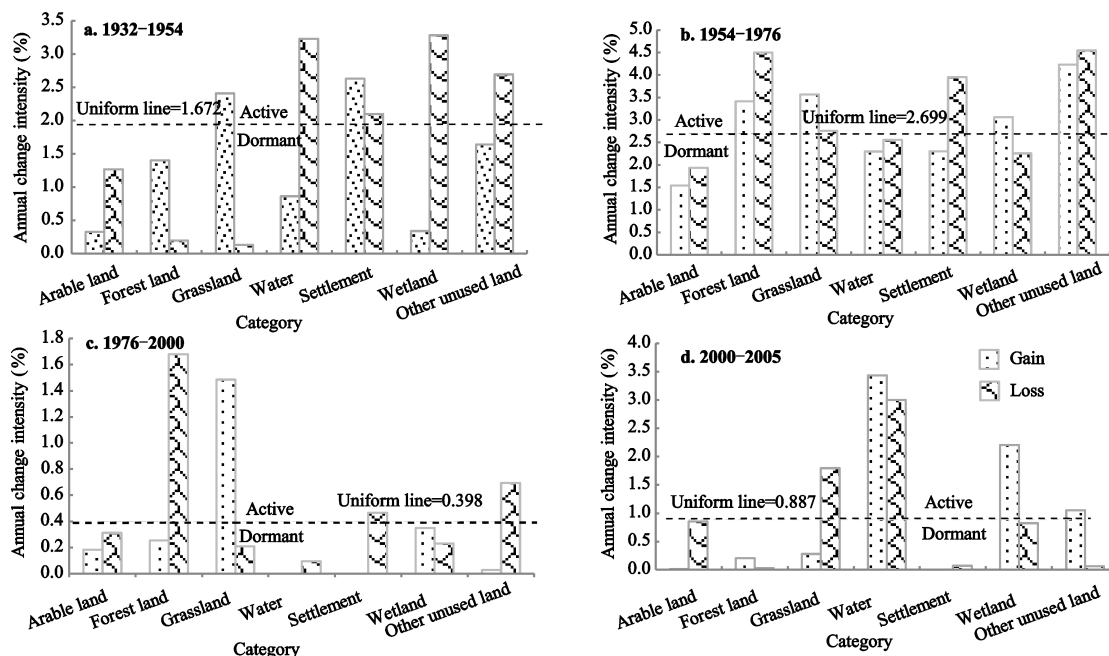 a. 1932−1954
Annual change intensity (%)
3.5
3.0
2.5
2.0
1.5
1.0
0.5
0.0
Uniform line=1.672
Active
Dormant
Arable land
Forest land
Grassland
Water
Settlement
Wetland
Other unused land
Category
b. 1954−1976
Annual change intensity (%)
5.0
4.5
4.0
3.5
3.0
2.5
2.0
1.5
1.0
0.5
0.0
Active
Uniform line=2.699
Dormant
Arable land
Forest land
Grassland
Water
Settlement
Wetland
Other unused land
Category
c. 1976−2000
Annual change intensity (%)
1.8
1.6
1.4
1.2
1.0
0.8
0.6
0.4
0.2
0.0
Uniform line=0.398
Active
Dormant
Arable land
Forest land
Grassland
Water
Settlement
Wetland
Other unused land
Category
d. 2000−2005
Gain
Loss
Annual change intensity (%)
4.0
3.5
3.0
2.5
2.0
1.5
1.0
0.5
0.0
Uniform line=0.887
Active
Dormant
Arable land
Forest land
Grassland
Water
Settlement
Wetland
Other unused land
Category